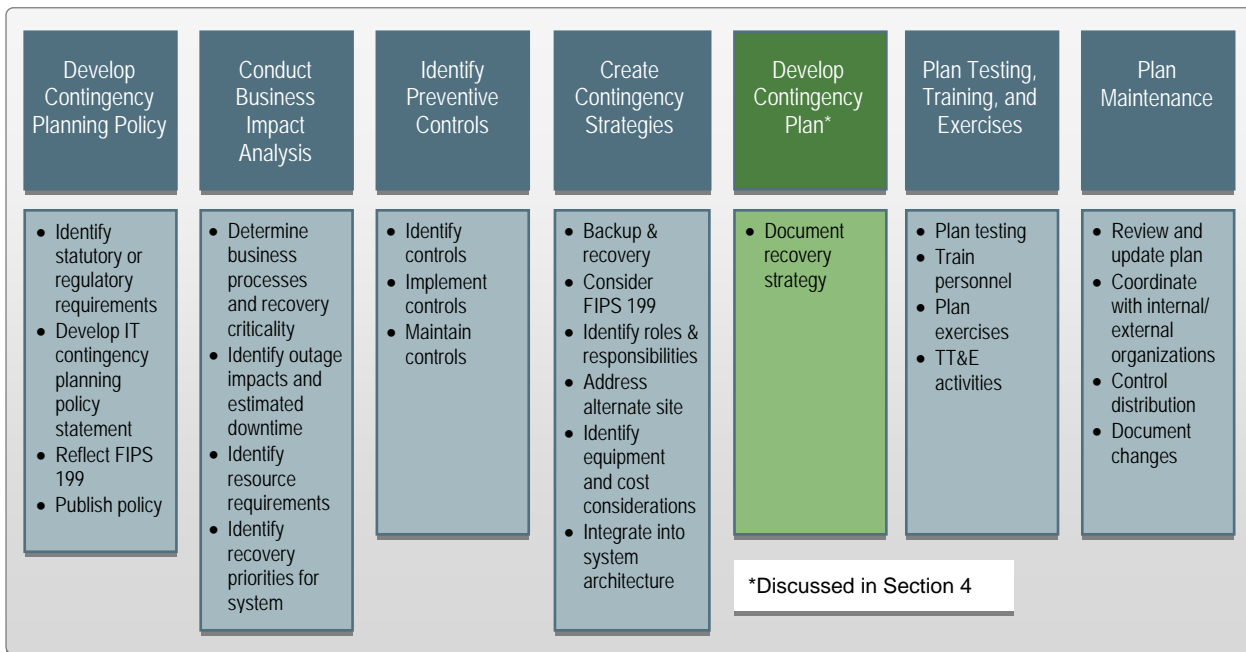 Develop
Contingency
Planning Policy
Conduct
Business
Impact
Analysis
Identify
Preventive
Controls
Create
Contingency
Strategies
Develop
Contingency
Plan*
Plan Testing,
Training, and
Exercises
Plan
Maintenance
• Identify
statutory or
regulatory
requirements
• Develop IT
contingency
planning
policy
statement
• Reflect FIPS
199
• Publish policy
• Determine
business
processes
and recovery
criticality
• Identify outage
impacts and
estimated
downtime
• Identify
resource
requirements
• Identify
recovery
priorities for
system
• Identify
controls
• Implement
controls
• Maintain
controls
• Backup &
recovery
• Consider
FIPS 199
• Identify roles &
responsibilities
• Address
alternate site
• Identify
equipment
and cost
considerations
• Integrate into
system
architecture
• Document
recovery
strategy
• Plan testing
• Train
personnel
• Plan
exercises
• TT&E
activities
• Review and
update plan
• Coordinate
with internal/
external
organizations
• Control
distribution
• Document
changes
*Discussed in Section 4